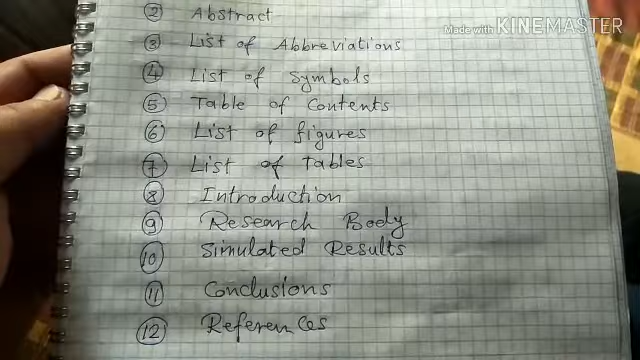 ② Abstract
Made with KINEMASTER
③ List of Abbreviations
④ List of Symbols
⑤ Table of Contents
⑥ List of figures
⑦ List of Tables
⑧ Introduction
⑨ Research Body
⑩ Simulated Results
⑪ Conclusions
⑫ References